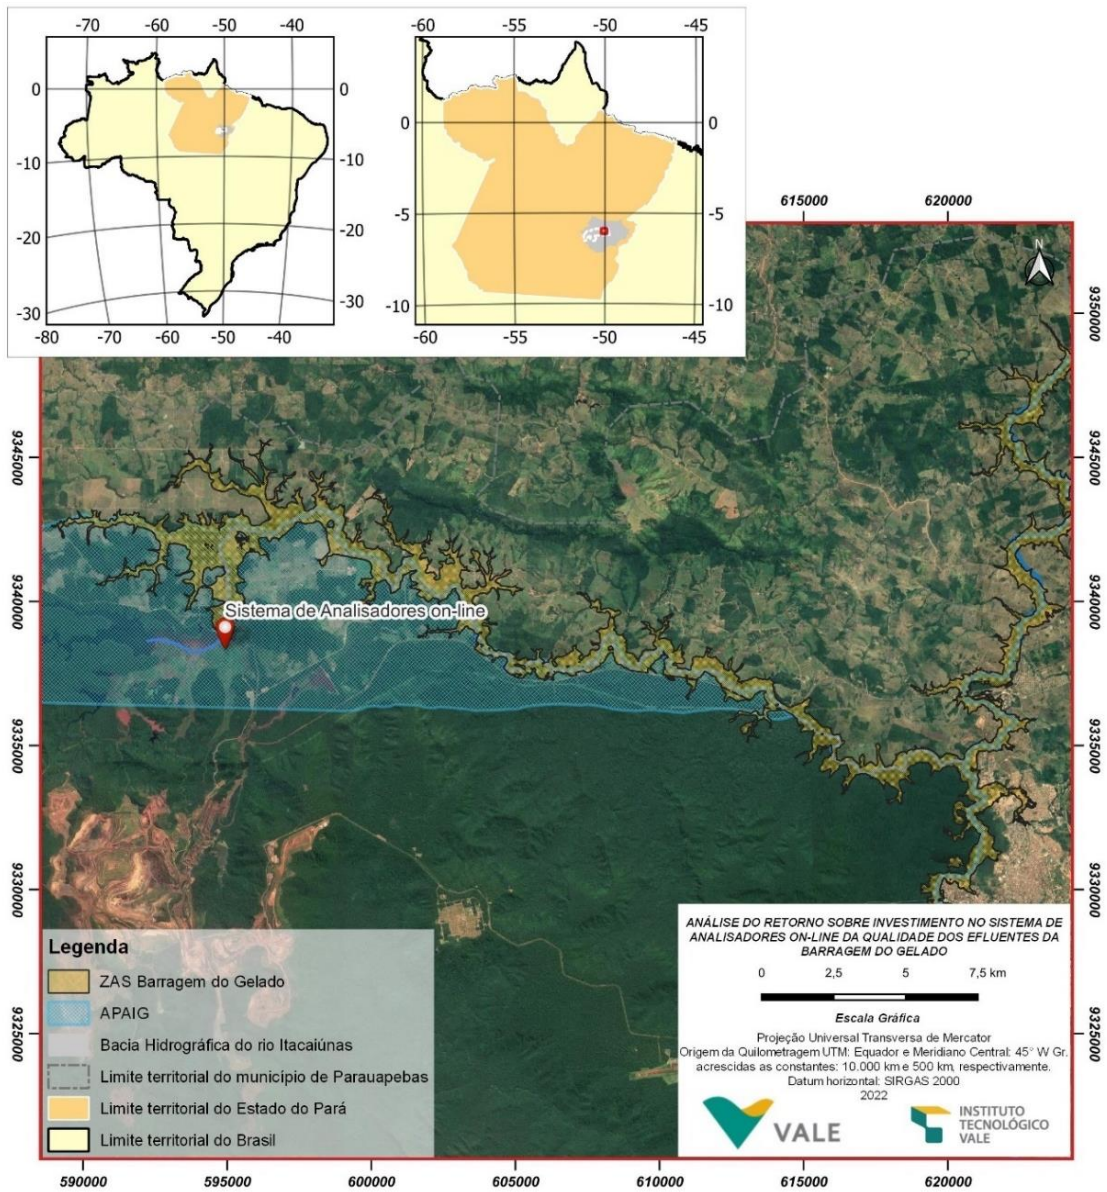 -70 -60 -50 -40
-50
-55 -50 -45
0 0
-10 -10
-20 -20
-30 -30
-80 -70 -60 -50 -40
0 0
-5 -5
-10 -10
-60 -55 -50 -45
615000 620000
N
9350000
9345000 9345000
9340000 9340000
Sistema de Analisadores on-line
9335000 9335000
9330000 9330000
9325000 9325000
Legenda
ZAS Barragem do Gelado
APAIG
Bacia Hidrográfica do rio Itacaiúnas
Limite territorial do município de Parauapebas
Limite territorial do Estado do Pará
Limite territorial do Brasil
ANÁLISE DO RETORNO SOBRE INVESTIMENTO NO SISTEMA DE
ANALISADORES ON-LINE DA QUALIDADE DOS EFLUENTES DA
BARRAGEM DO GELADO
0 2,5 5 7,5 km
Escala Gráfica
Projeção Universal Transversa de Mercator
Origem da Quilometragem UTM: Equador e Meridiano Central: 45° W Gr.
acrescidas as constantes: 10.000 km e 500 km, respectivamente.
Datum horizontal: SIRGAS 2000
2022
VALE
INSTITUTO
TECNOLÓGICO
VALE
590000 595000 600000 605000 610000 615000 620000